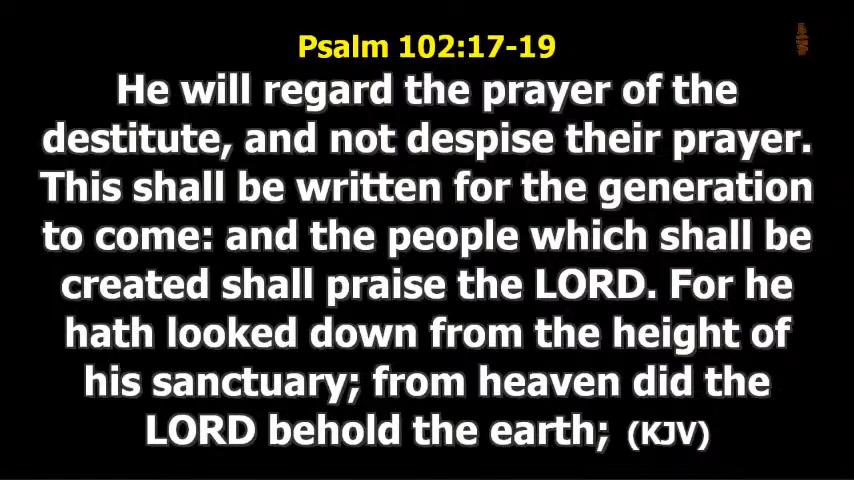 Psalm 102:17-19
He will regard the prayer of the
destitute, and not despise their prayer.
This shall be written for the generation
to come: and the people which shall be
created shall praise the LORD. For he
hath looked down from the height of
his sanctuary; from heaven did the
LORD behold the earth; (KJV)